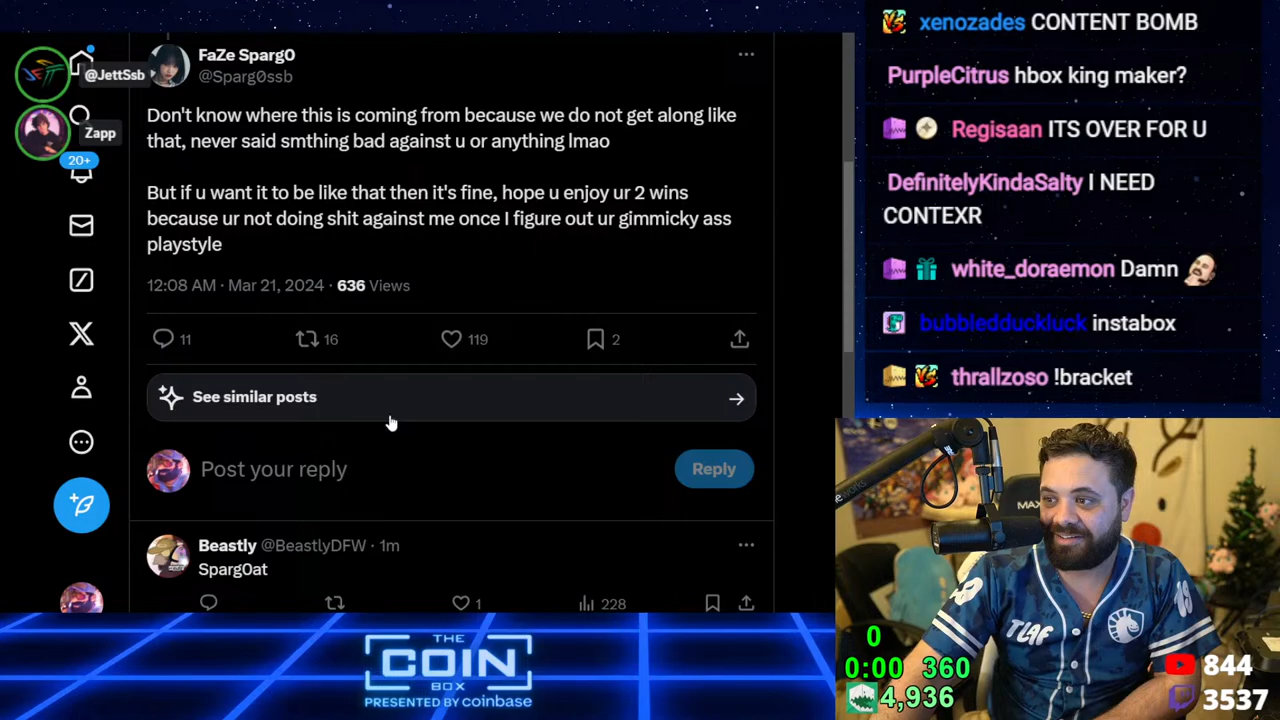 @JettSsb
Zapp
20+
FaZe Sparg0
@Sparg0ssb
Don't know where this is coming from because we do not get along like
that, never said smthing bad against u or anything lmao
But if u want it to be like that then it's fine, hope u enjoy ur 2 wins
because ur not doing shit against me once I figure out ur gimmicky ass
playstyle
12:08 AM · Mar 21, 2024 · 636 Views
11 16 119 2
See similar posts
Post your reply
Reply
Beastly @BeastlyDFW · 1m
Sparg0at
1 228
THE
COIN
BOX
PRESENTED BY coinbase
xenozades CONTENT BOMB
PurpleCitrus hbox king maker?
Regisaan ITS OVER FOR U
DefinitelyKindaSalty I NEED
CONTEXR
white_doraemon Damn
bubbledduckluck instabox
thrallzoso !bracket
MAX
TLAF
0
0:00 360
4,936
844
3537